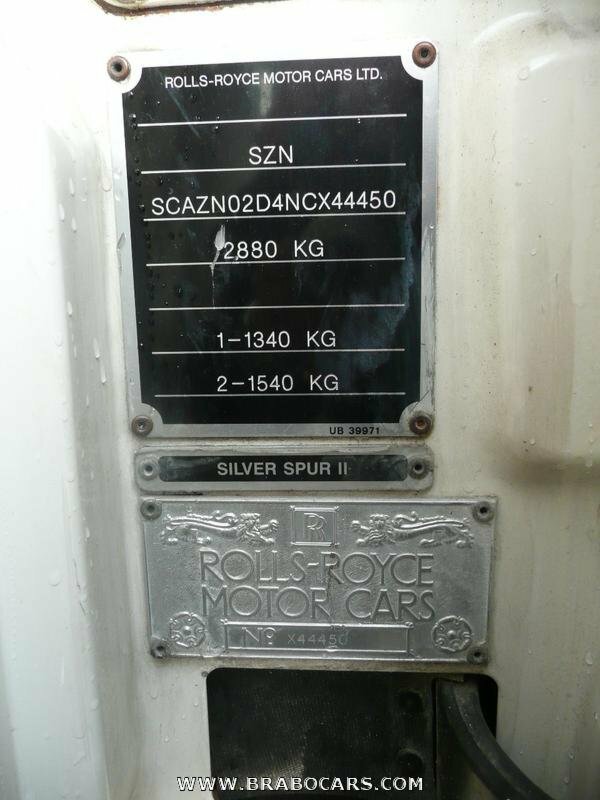 ROLLS-ROYCE MOTOR CARS LTD.
SZN
SCAZN02D4NCX44450
2880 KG
1-1340 KG
2-1540 KG
UB 39971
SILVER SPUR II
RR
ROLLS-ROYCE
MOTOR CARS
No X44450
WWW.BRABOCARS.COM